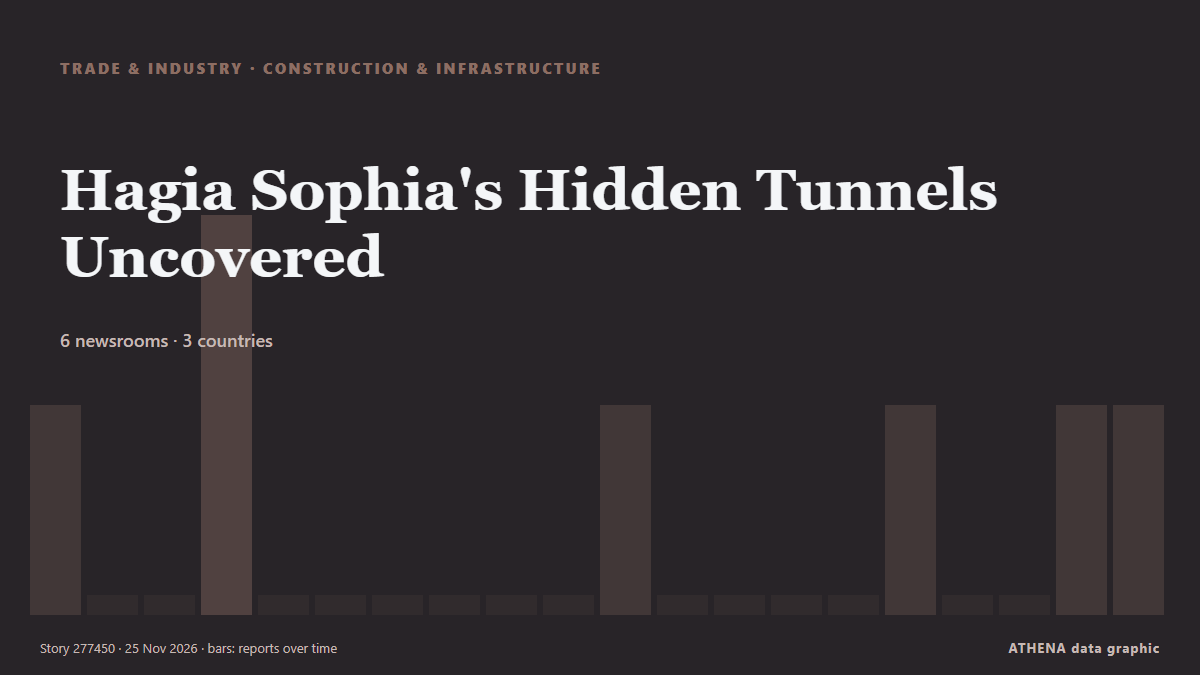 TRADE & INDUSTRY · CONSTRUCTION & INFRASTRUCTURE
Hagia Sophia's Hidden Tunnels
Uncovered
6 newsrooms · 3 countries
Story 277450 · 25 Nov 2026 · bars: reports over time
ATHENA data graphic